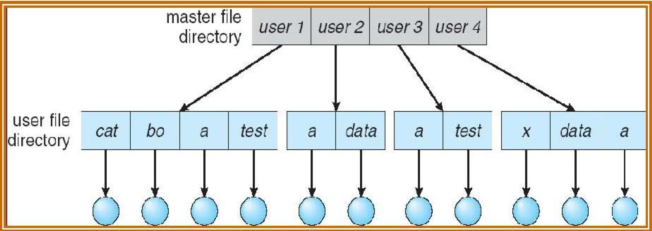 master file
directory
user 1 user 2 user 3 user 4
user file
directory
cat bo a test a data a test x data a